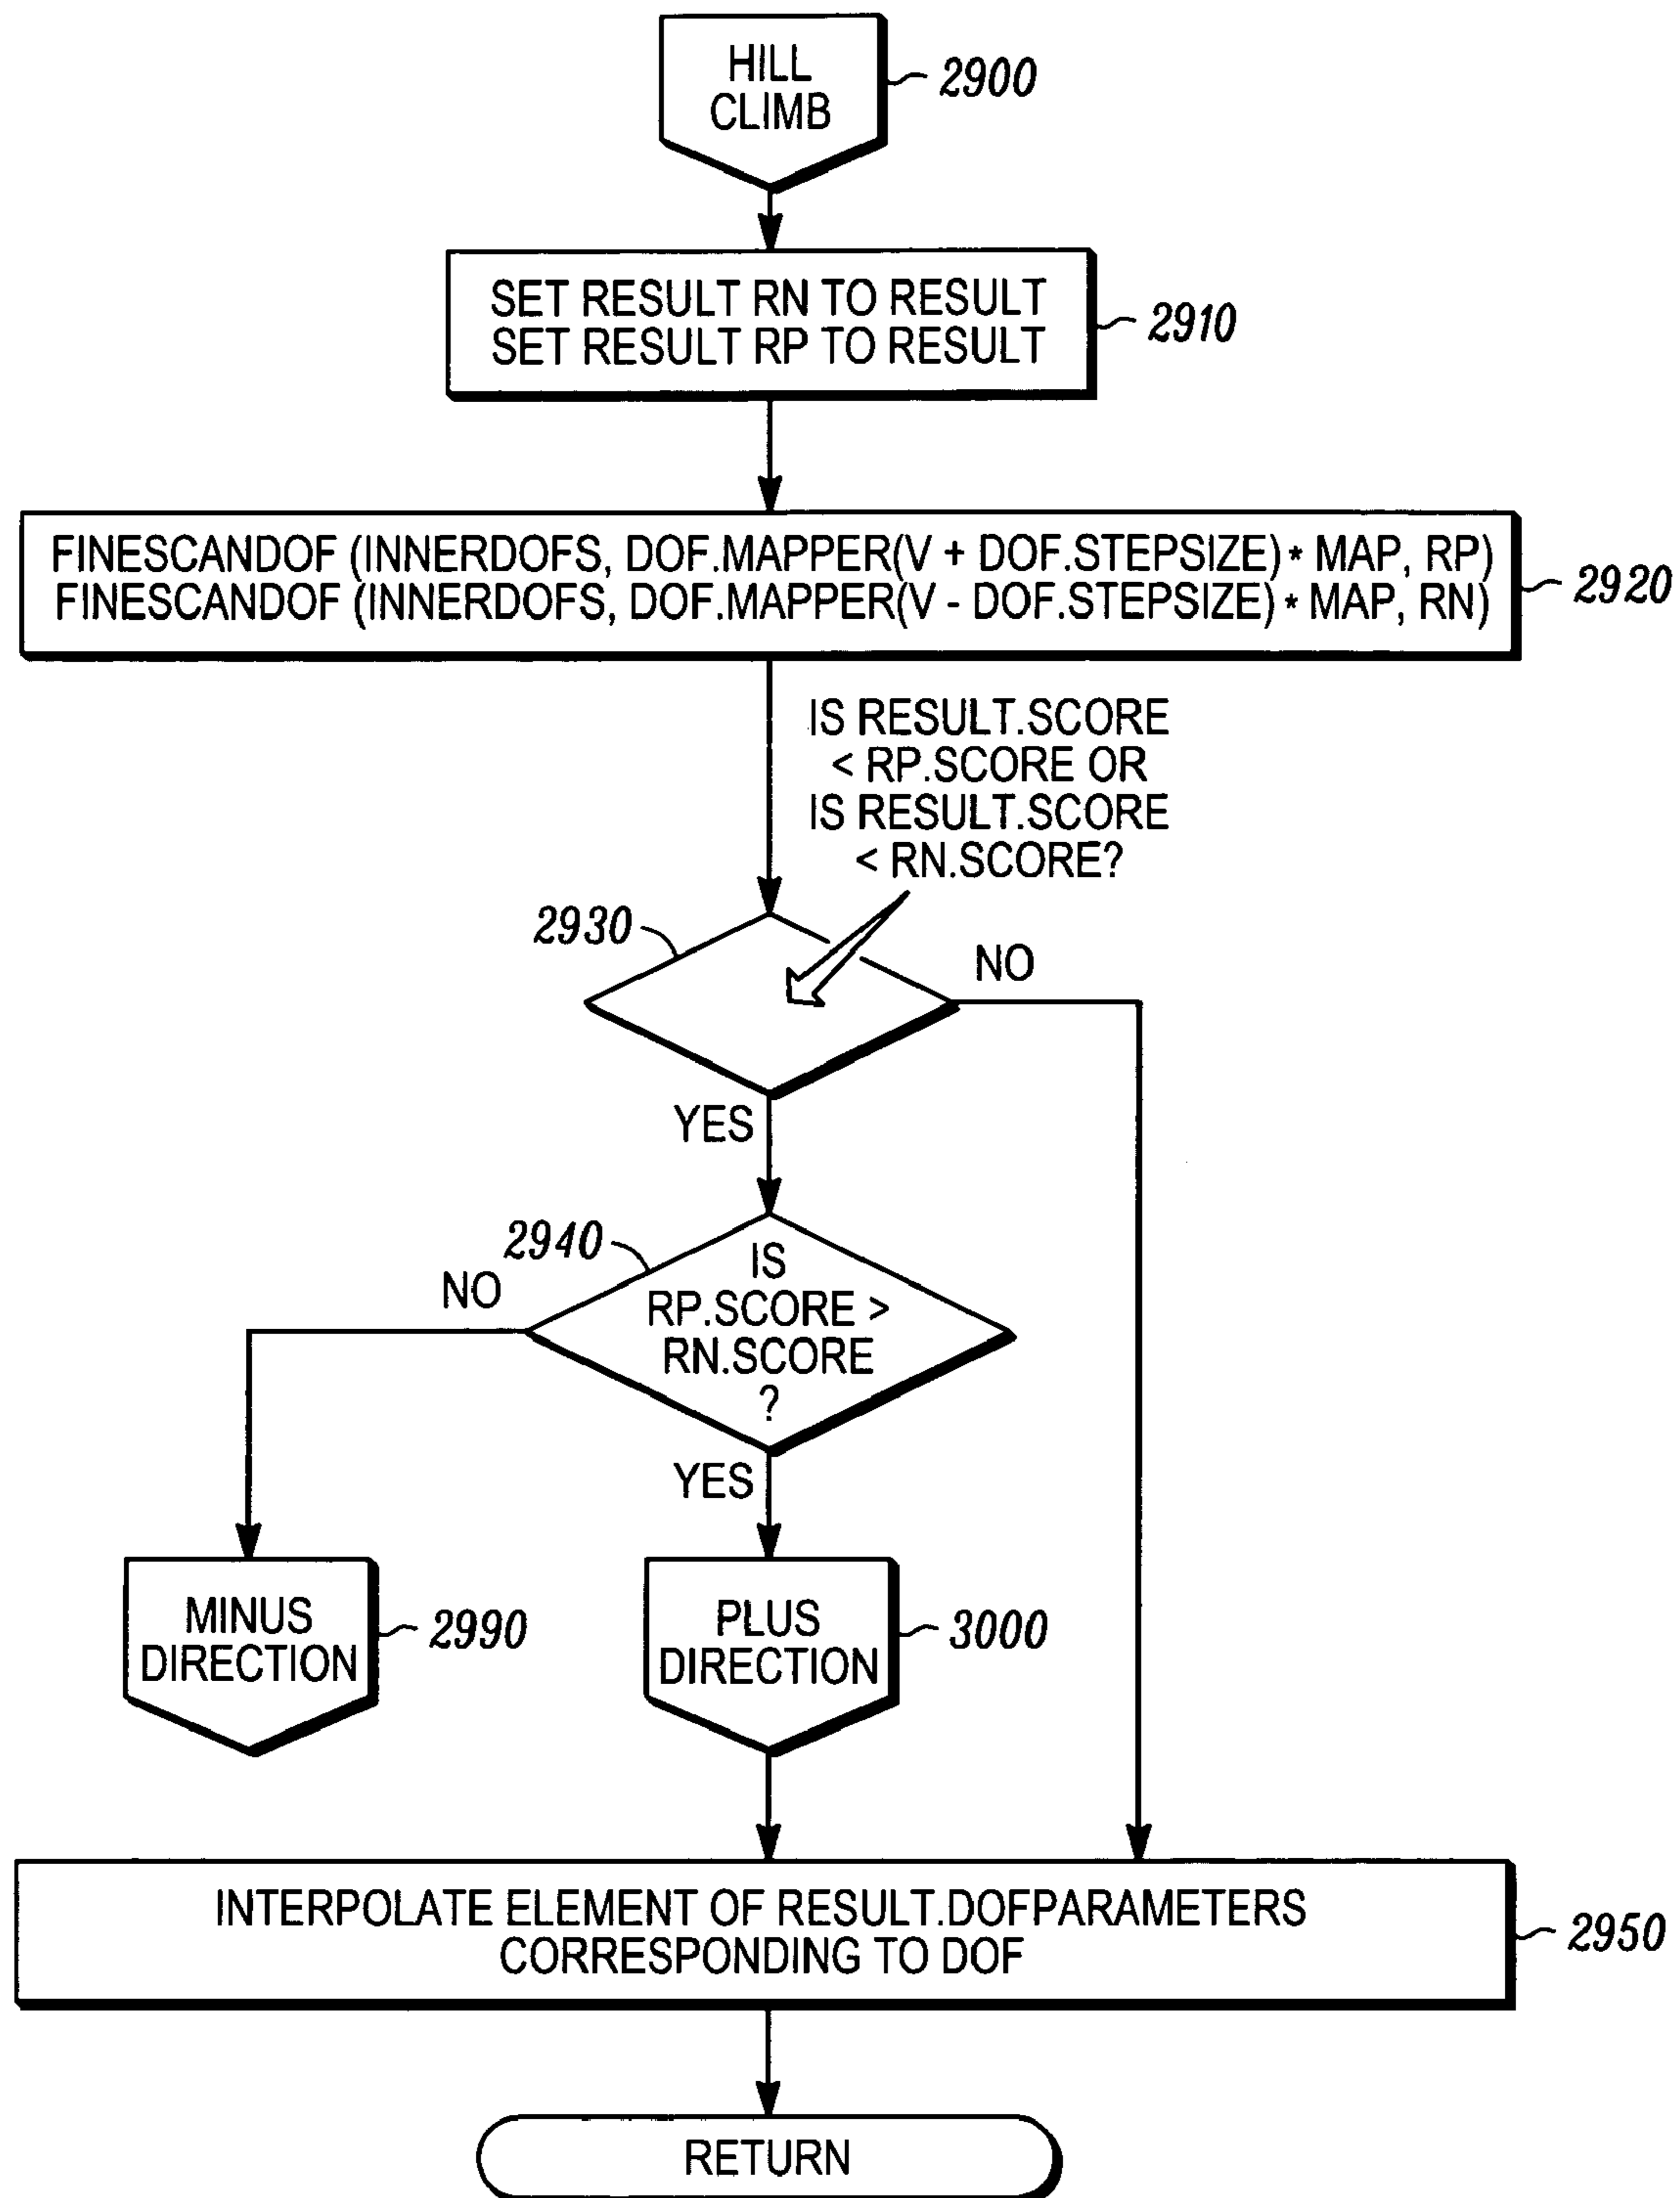 HILL
CLIMB
2900
SET RESULT RN TO RESULT
SET RESULT RP TO RESULT
2910
FINESCANDOF (INNERDOFS, DOF.MAPPER(V + DOF.STEPSIZE) * MAP, RP)
FINESCANDOF (INNERDOFS, DOF.MAPPER(V - DOF.STEPSIZE) * MAP, RN)
2920
IS RESULT.SCORE
< RP.SCORE OR
IS RESULT.SCORE
< RN.SCORE?
2930
NO
YES
2940
IS
RP.SCORE >
RN.SCORE
?
NO
YES
MINUS
DIRECTION
2990
PLUS
DIRECTION
3000
INTERPOLATE ELEMENT OF RESULT.DOFPARAMETERS
CORRESPONDING TO DOF
2950
RETURN